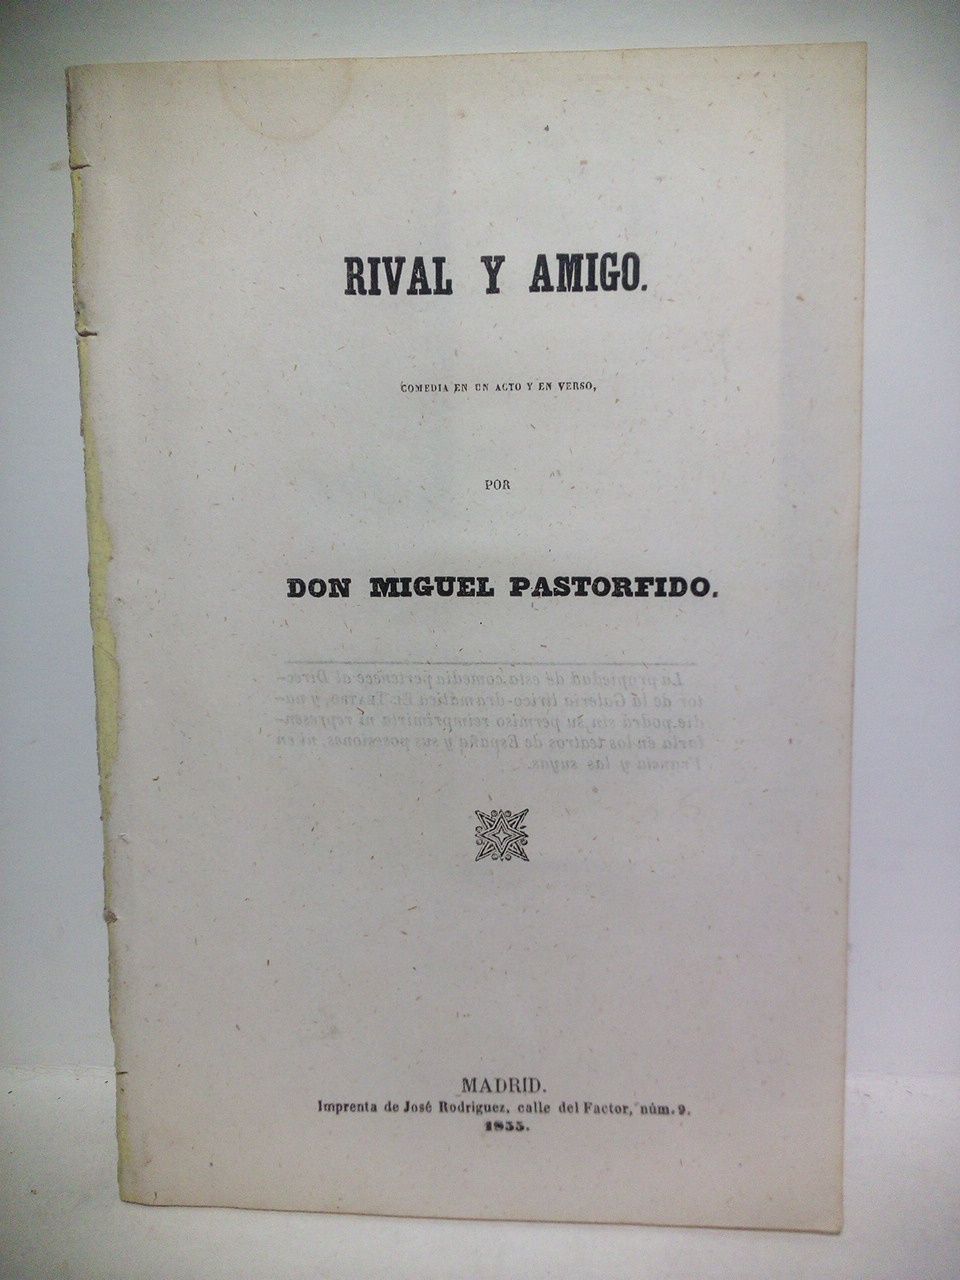 RIVAL Y AMIGO.
COMEDIA EN UN ACTO Y EN VERSO,
POR
DON MIGUEL PASTORFIDO.
La propiedad de esta comedia pertenece al Direc-
tor de la Galería lírico-dramática EL TEATRO, y na-
die podrá sin su permiso reimprimirla ni represen-
tarla en los teatros de España y sus posesiones, ni en
Francia y las suyas.
MADRID.
Imprenta de José Rodriguez, calle del Factor, núm. 9.
1855.